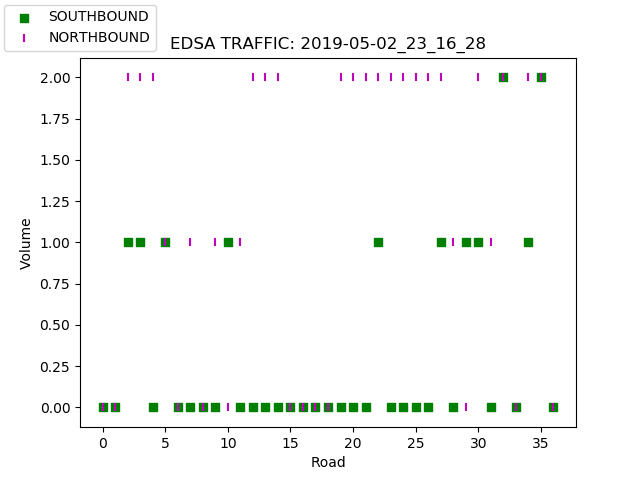 SOUTHBOUND
NORTHBOUND
EDSA TRAFFIC: 2019-05-02_23_16_28
2.00
1.75
1.50
1.25
1.00
0.75
0.50
0.25
0.00
Volume
0 5 10 15 20 25 30 35
Road